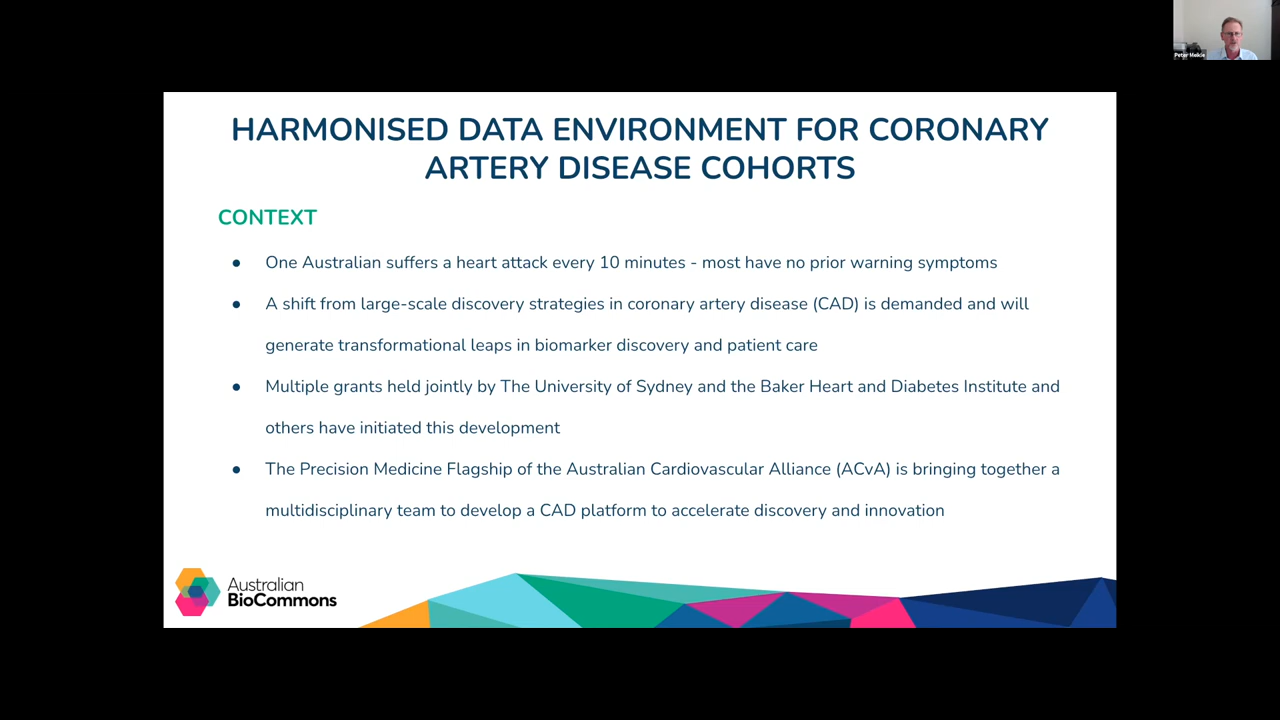 Peter Meikle
HARMONISED DATA ENVIRONMENT FOR CORONARY
ARTERY DISEASE COHORTS
CONTEXT
● One Australian suffers a heart attack every 10 minutes - most have no prior warning symptoms
● A shift from large-scale discovery strategies in coronary artery disease (CAD) is demanded and will
generate transformational leaps in biomarker discovery and patient care
● Multiple grants held jointly by The University of Sydney and the Baker Heart and Diabetes Institute and
others have initiated this development
● The Precision Medicine Flagship of the Australian Cardiovascular Alliance (ACvA) is bringing together a
multidisciplinary team to develop a CAD platform to accelerate discovery and innovation
Australian
BioCommons